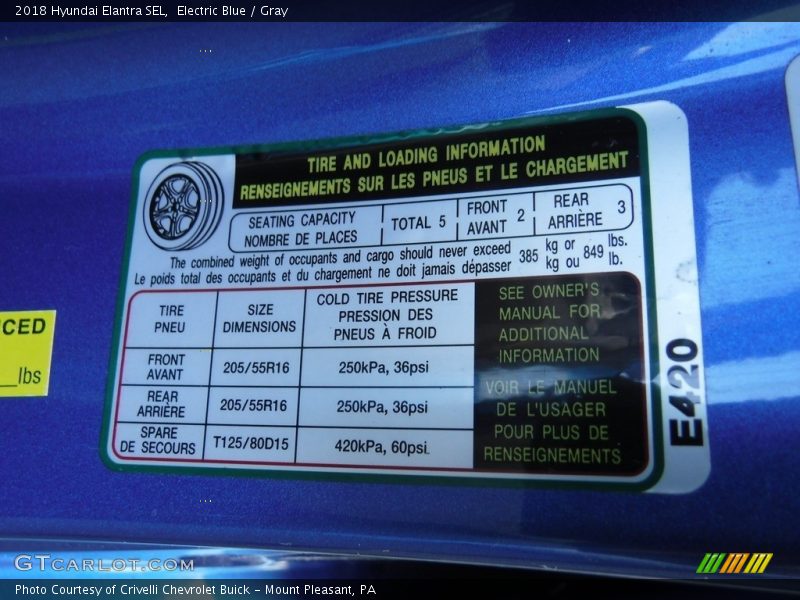 2018 Hyundai Elantra SEL, Electric Blue / Gray
TIRE AND LOADING INFORMATION
RENSEIGNEMENTS SUR LES PNEUS ET LE CHARGEMENT
SEATING CAPACITY
NOMBRE DE PLACES
TOTAL 5
FRONT
AVANT 2
REAR
ARRIÈRE 3
The combined weight of occupants and cargo should never exceed 385 kg or 849 lbs.
Le poids total des occupants et du chargement ne doit jamais dépasser kg ou lb.
TIRE
PNEU
SIZE
DIMENSIONS
COLD TIRE PRESSURE
PRESSION DES
PNEUS À FROID
FRONT
AVANT
205/55R16
250kPa, 36psi
REAR
ARRIÈRE
205/55R16
250kPa, 36psi
SPARE
DE SECOURS
T125/80D15
420kPa, 60psi
SEE OWNER'S
MANUAL FOR
ADDITIONAL
INFORMATION
VOIR LE MANUEL
DE L'USAGER
POUR PLUS DE
RENSEIGNEMENTS
E420
NCED
__lbs
GTCARLOT.COM
Photo Courtesy of Crivelli Chevrolet Buick - Mount Pleasant, PA